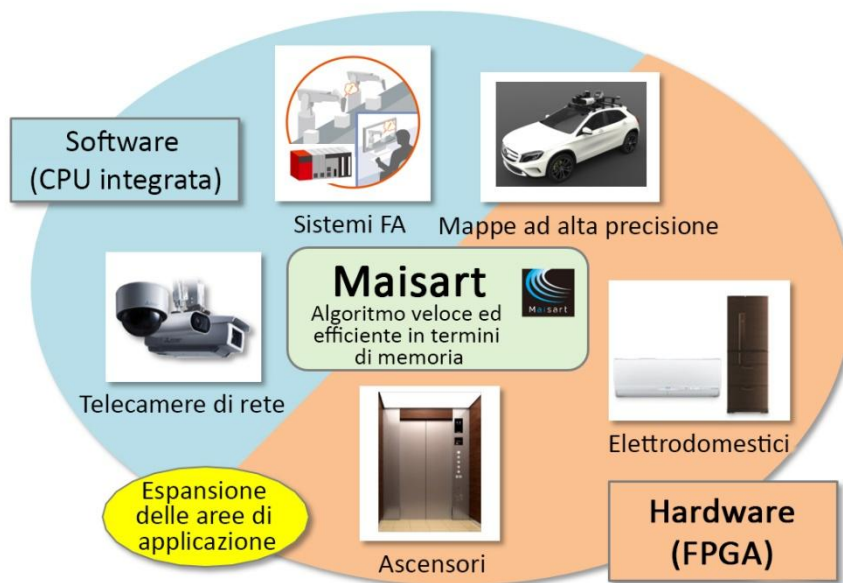 Software
(CPU integrata)
Sistemi FA
Mappe ad alta precisione
Maisart
Algoritmo veloce ed
efficiente in termini
di memoria
Maisart
Telecamere di rete
Elettrodomestici
Espansione
delle aree di
applicazione
Ascensori
Hardware
(FPGA)